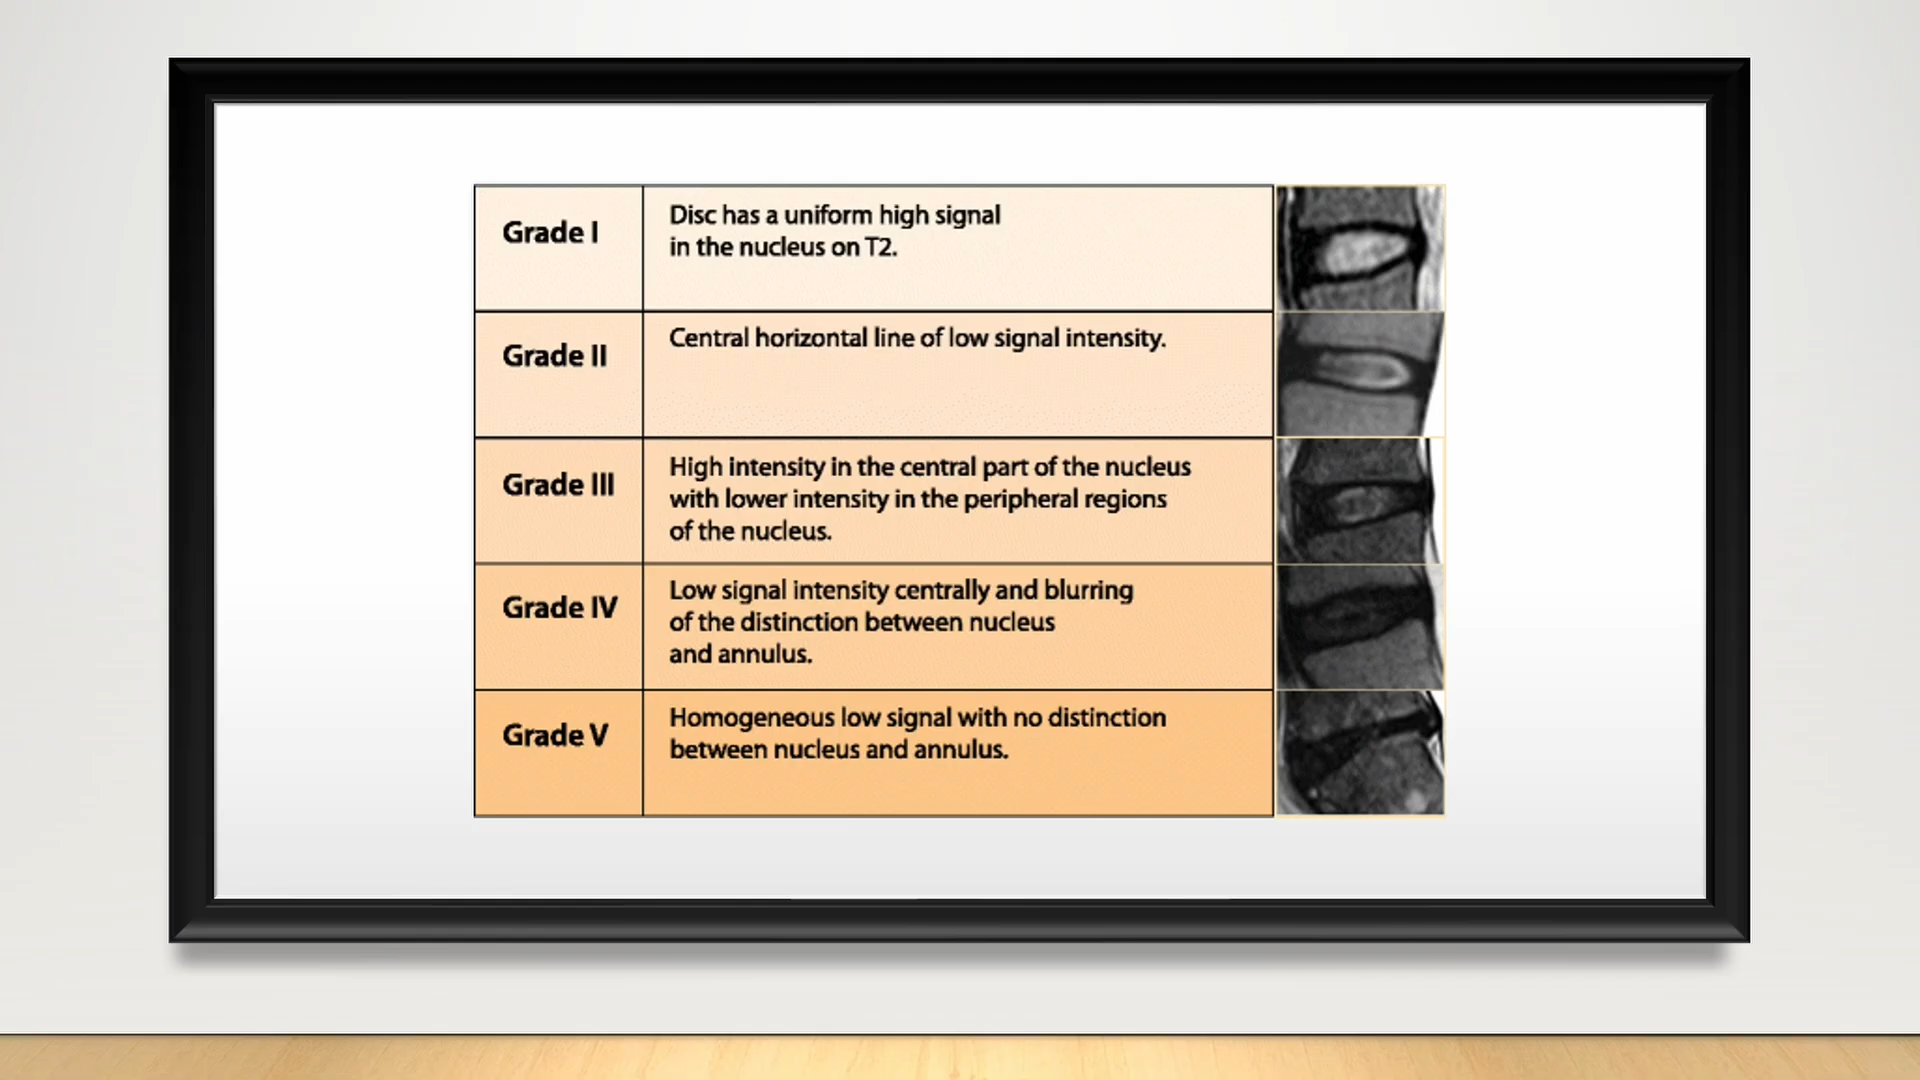 Grade I
Disc has a uniform high signal
in the nucleus on T2.
Grade II
Central horizontal line of low signal intensity.
Grade III
High intensity in the central part of the nucleus
with lower intensity in the peripheral regions
of the nucleus.
Grade IV
Low signal intensity centrally and blurring
of the distinction between nucleus
and annulus.
Grade V
Homogeneous low signal with no distinction
between nucleus and annulus.